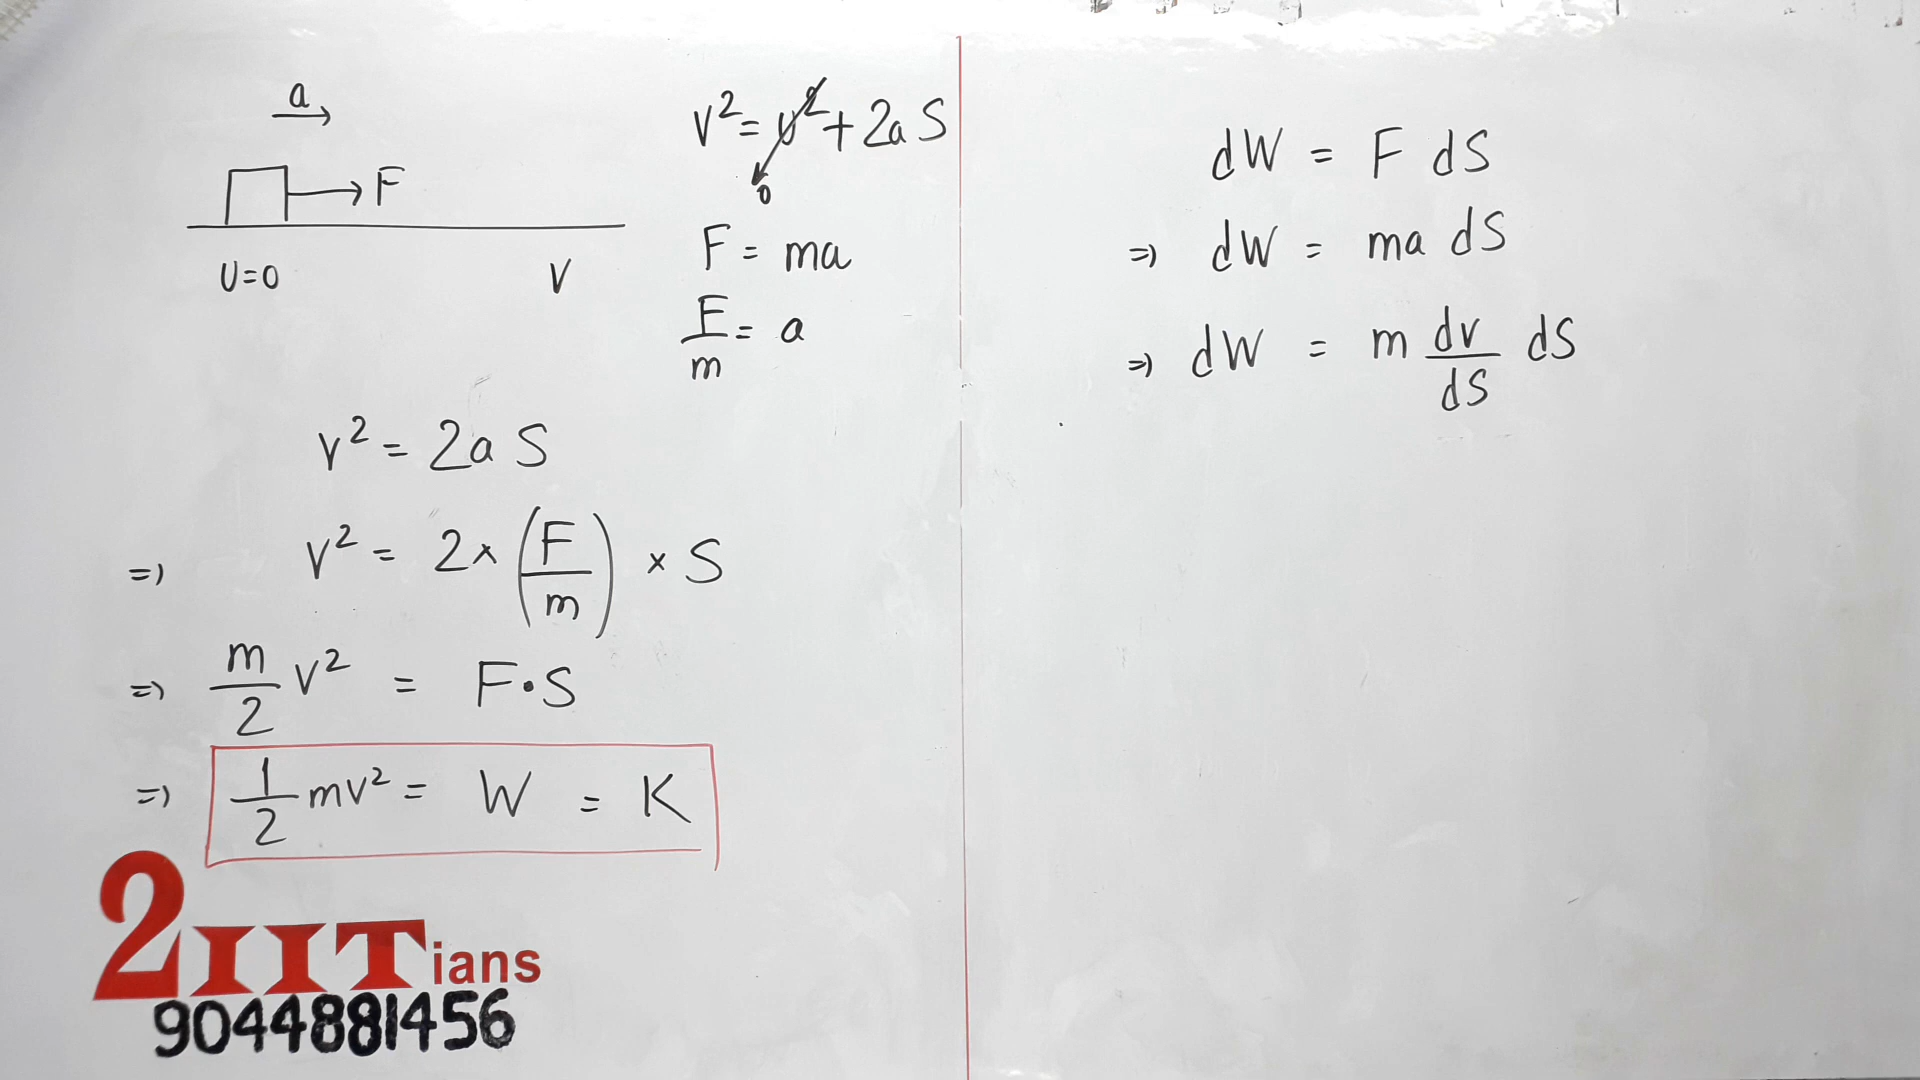 a
F
U=0 V
V² = u² + 2aS
0
F = ma
F/m = a
V² = 2aS
=) V² = 2 × (F/m) × S
=) m/2 V² = F•S
=) 1/2 mv² = W = K
2IITians
9044881456
dW = F dS
=) dW = ma dS
=) dW = m dv/dS dS